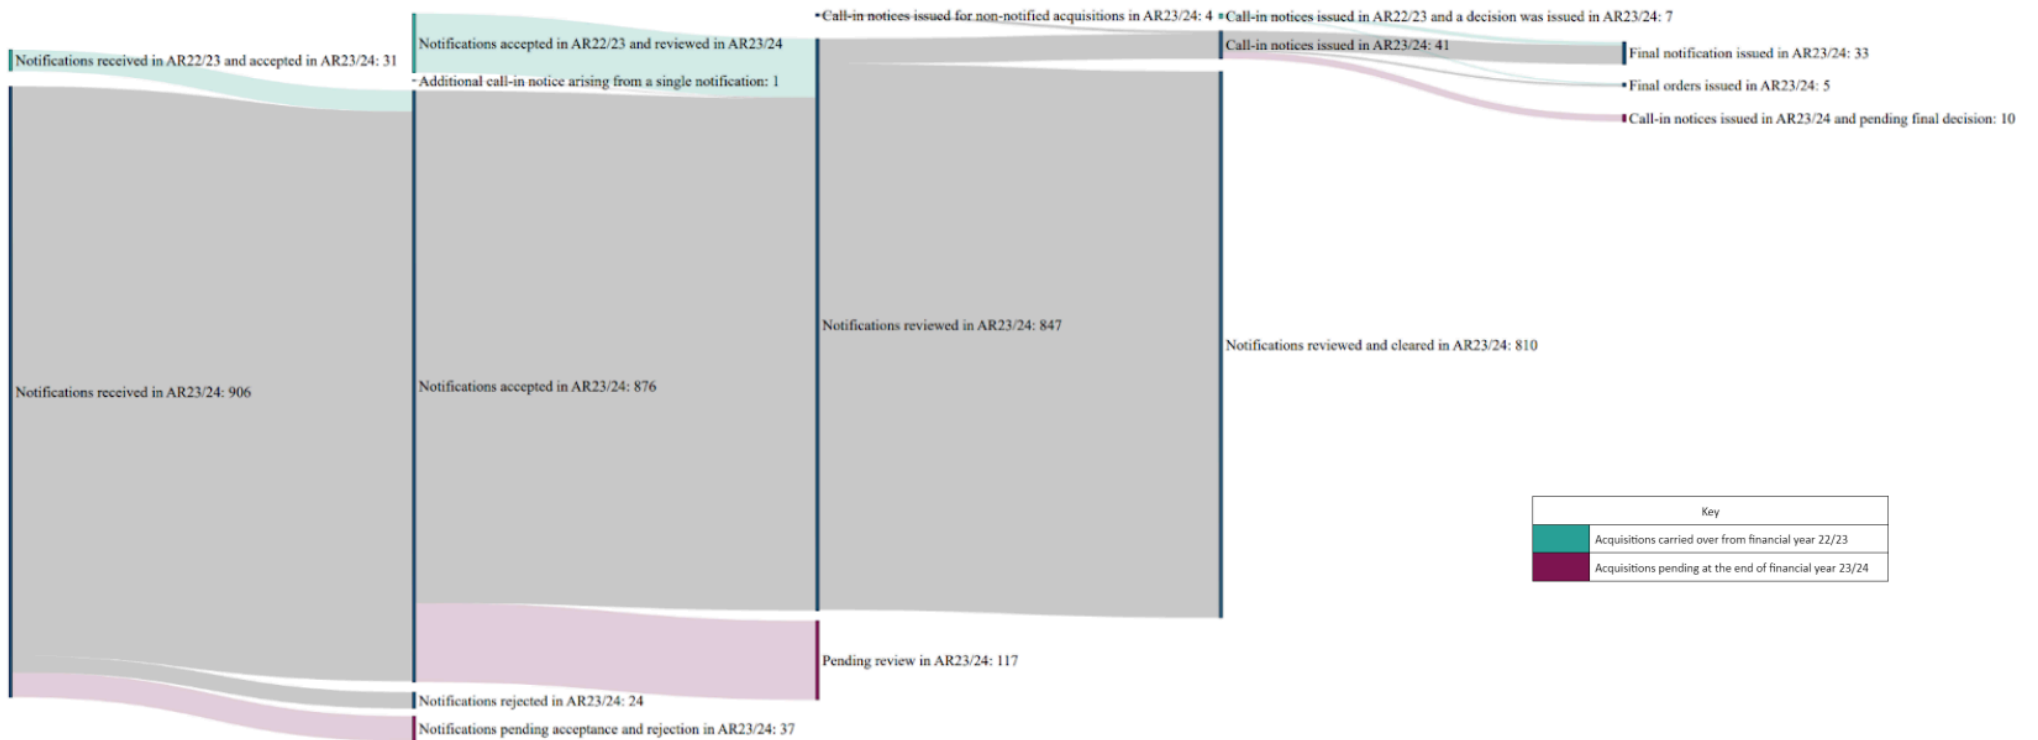 Notifications received in AR22/23 and accepted in AR23/24: 31
Notifications received in AR23/24: 906
Notifications accepted in AR22/23 and reviewed in AR23/24
Additional call-in notice arising from a single notification: 1
Notifications accepted in AR23/24: 876
Notifications rejected in AR23/24: 24
Notifications pending acceptance and rejection in AR23/24: 37
Call-in notices issued for non-notified acquisitions in AR23/24: 4
Notifications reviewed in AR23/24: 847
Pending review in AR23/24: 117
Call-in notices issued in AR22/23 and a decision was issued in AR23/24: 7
Call-in notices issued in AR23/24: 41
Notifications reviewed and cleared in AR23/24: 810
Final notification issued in AR23/24: 33
Final orders issued in AR23/24: 5
Call-in notices issued in AR23/24 and pending final decision: 10
Key
Acquisitions carried over from financial year 22/23
Acquisitions pending at the end of financial year 23/24